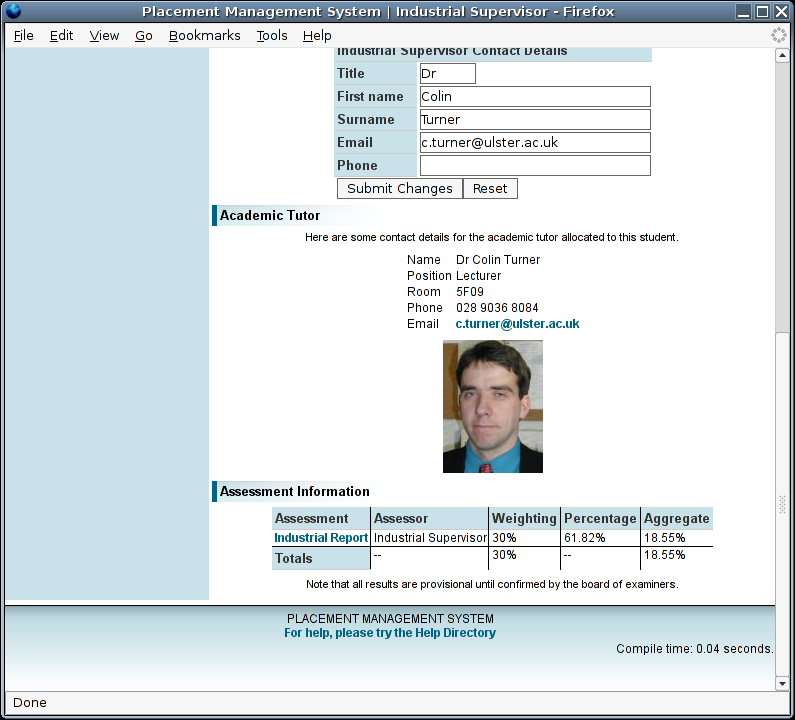 Placement Management System | Industrial Supervisor - Firefox
File Edit View Go Bookmarks Tools Help
Industrial Supervisor Contact Details
Title Dr
First name Colin
Surname Turner
Email c.turner@ulster.ac.uk
Phone
Submit Changes Reset
Academic Tutor
Here are some contact details for the academic tutor allocated to this student.
Name Dr Colin Turner
Position Lecturer
Room 5F09
Phone 028 9036 8084
Email c.turner@ulster.ac.uk
Assessment Information
Assessment Assessor Weighting Percentage Aggregate
Industrial Report Industrial Supervisor 30% 61.82% 18.55%
Totals -- 30% -- 18.55%
Note that all results are provisional until confirmed by the board of examiners.
PLACEMENT MANAGEMENT SYSTEM
For help, please try the Help Directory
Compile time: 0.04 seconds.
Done